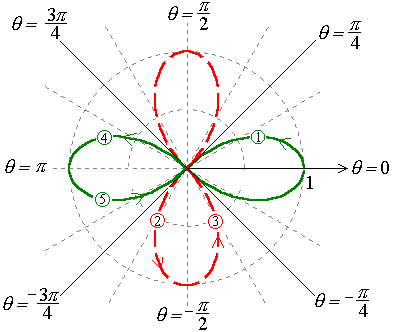 θ = 3π/4
θ = π/2
θ = π/4
④
①
θ = π
θ = 0
1
⑤
②
③
θ = -3π/4
θ = -π/2
θ = -π/4